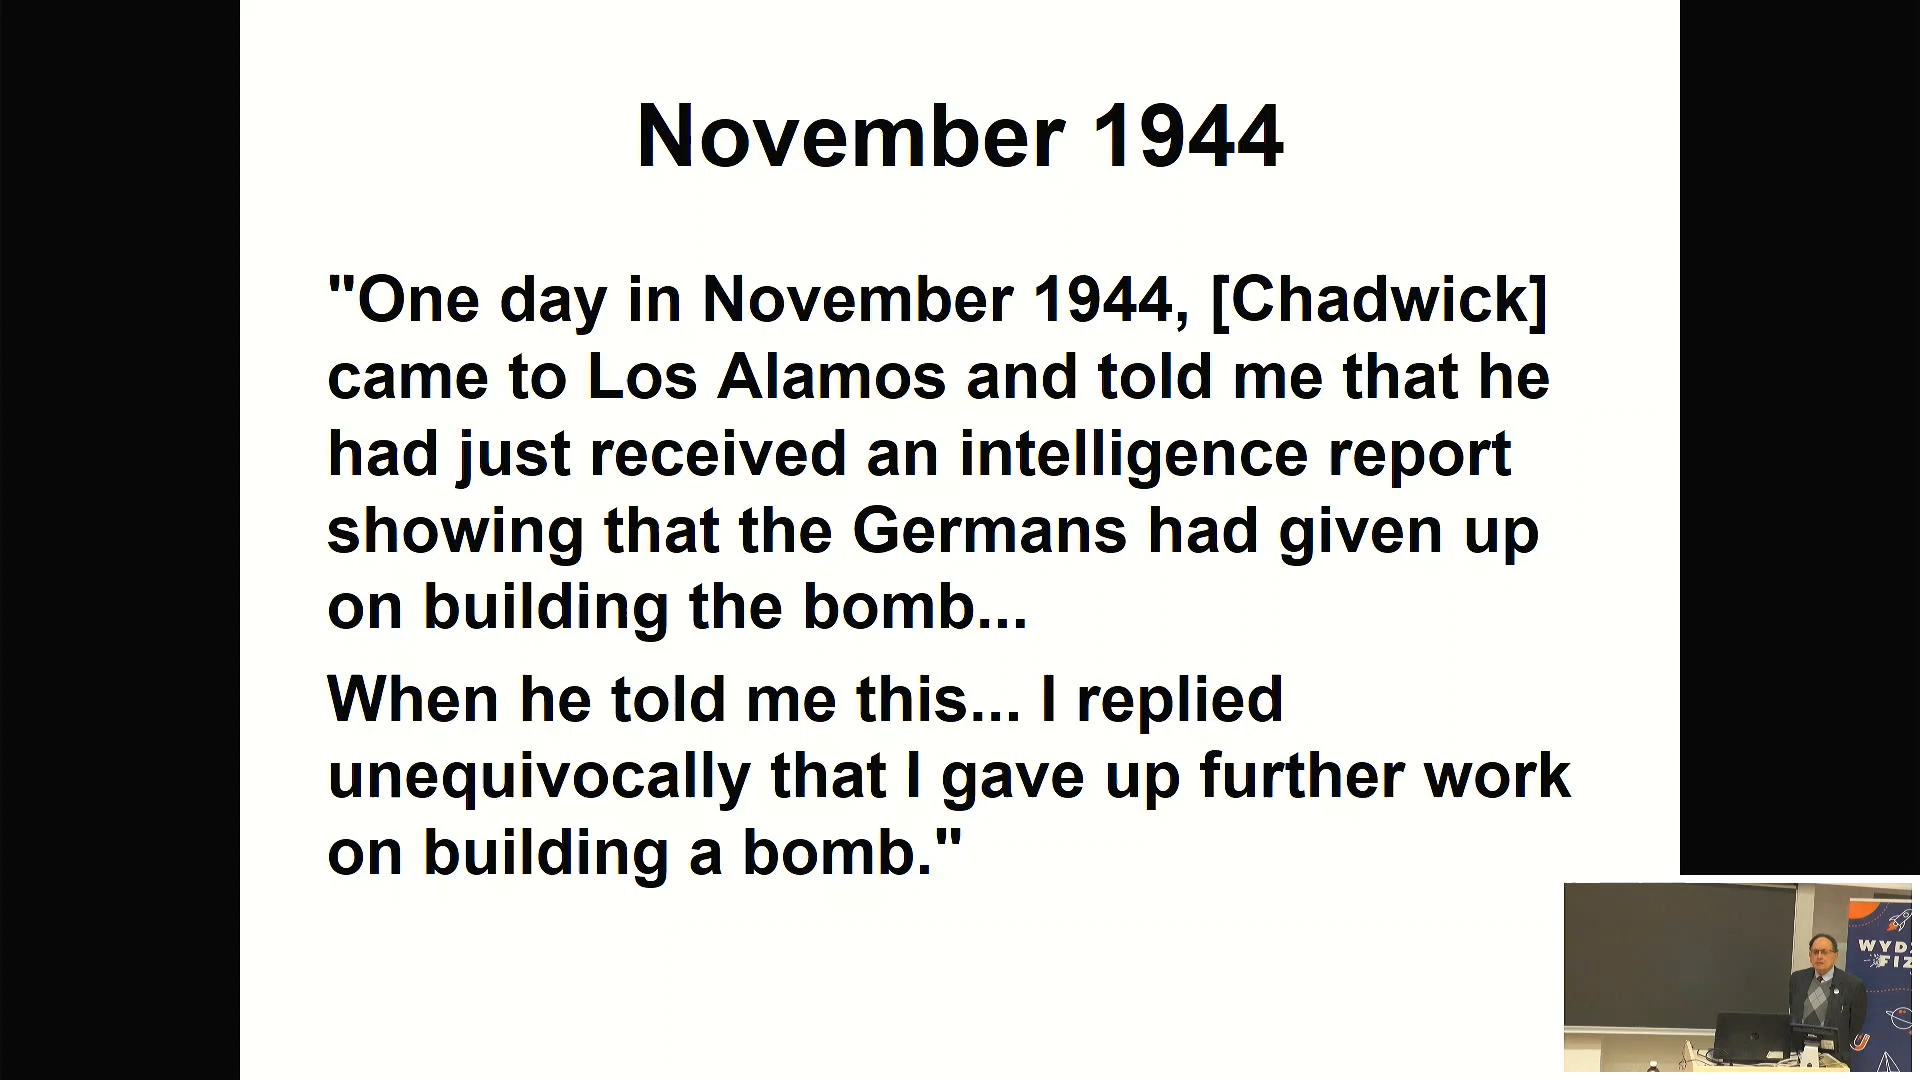 November 1944
"One day in November 1944, [Chadwick]
came to Los Alamos and told me that he
had just received an intelligence report
showing that the Germans had given up
on building the bomb...
When he told me this... I replied
unequivocally that I gave up further work
on building a bomb."